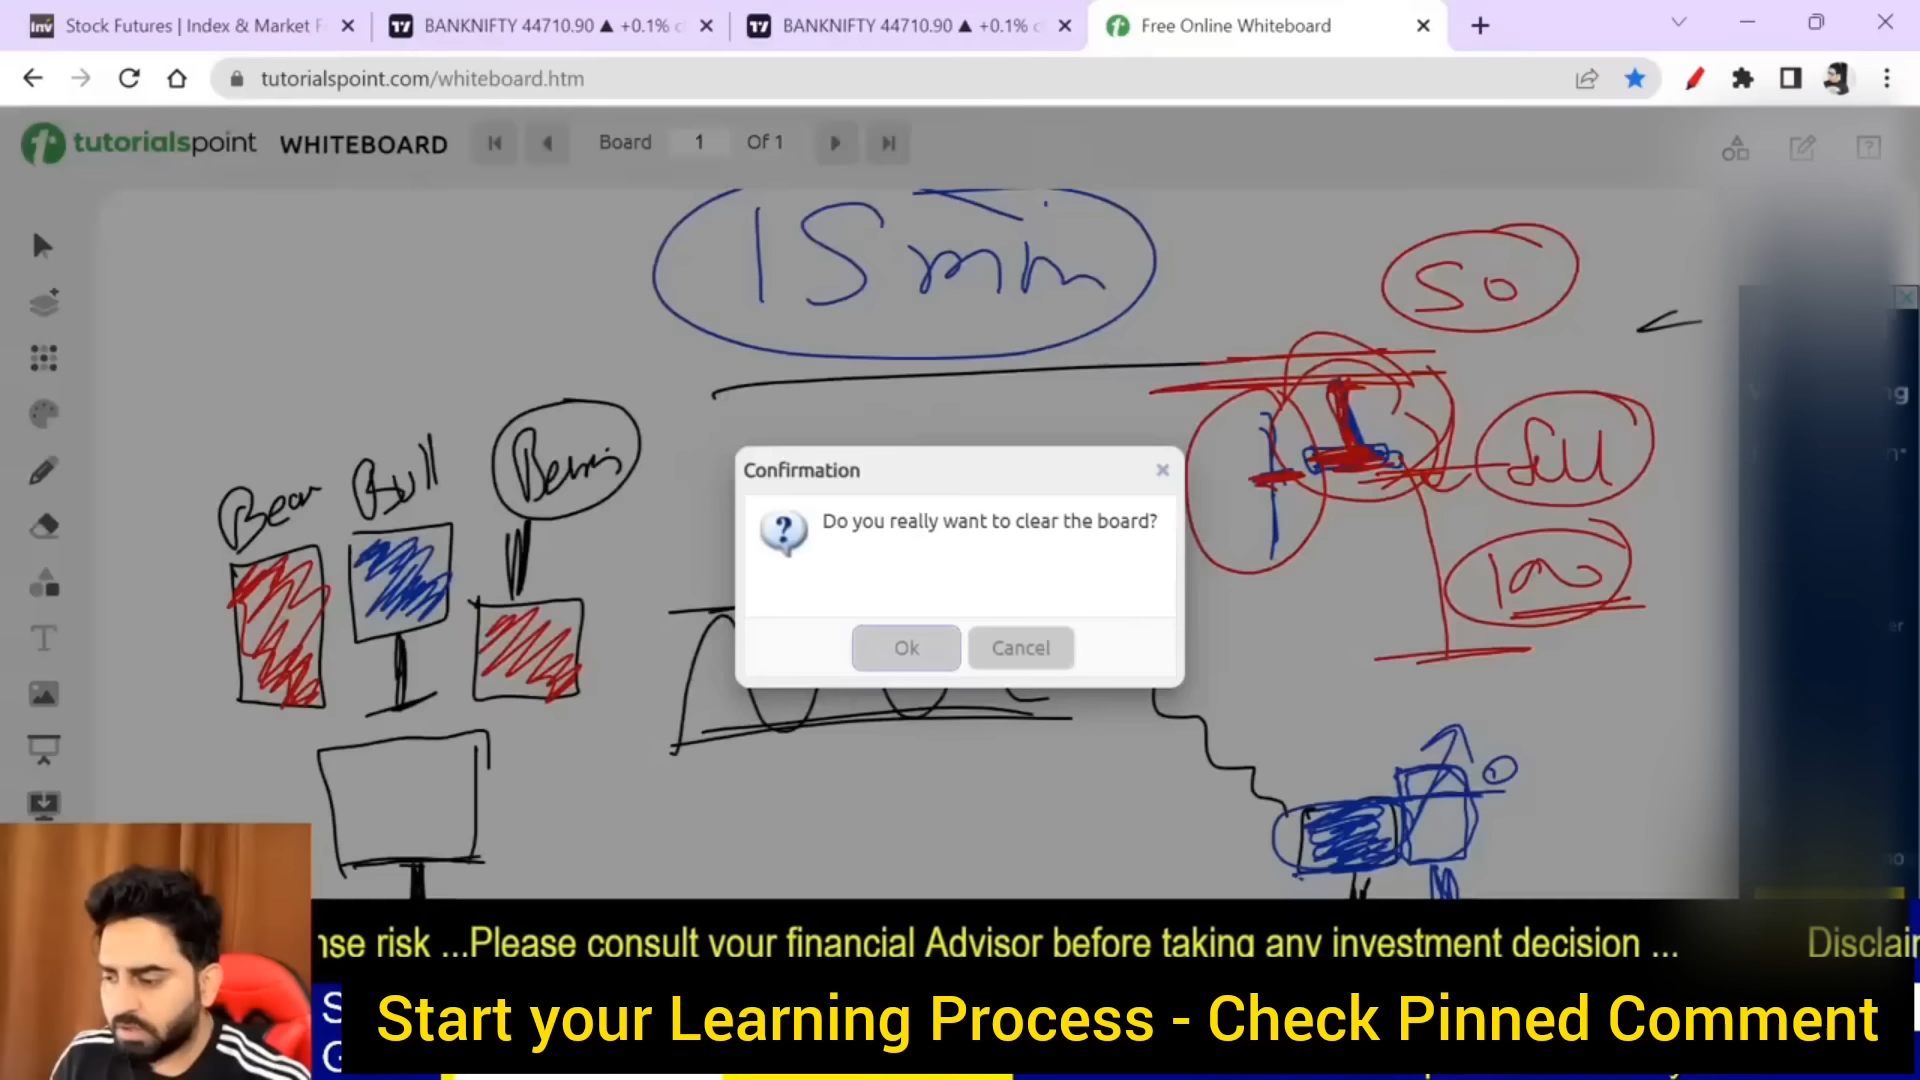 Stock Futures | Index & Market F
BANKNIFTY 44710.90 ▲ +0.1%
BANKNIFTY 44710.90 ▲ +0.1%
Free Online Whiteboard
tutorialspoint.com/whiteboard.htm
tutorialspoint WHITEBOARD Board 1 Of 1
15 min
50
Bear
Bull
full
100
Confirmation
Do you really want to clear the board?
Ok Cancel
risk ...Please consult your financial Advisor before taking any investment decision ...
Start your Learning Process - Check Pinned Comment